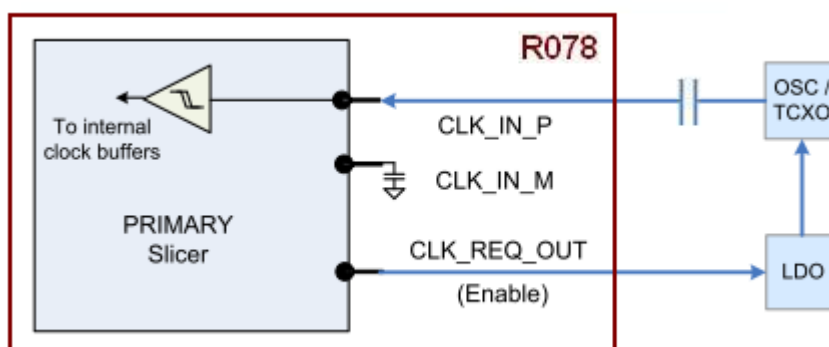 R078
OSC /
TCXO
To internal
clock buffers
CLK_IN_P
CLK_IN_M
PRIMARY
Slicer
CLK_REQ_OUT
(Enable)
LDO